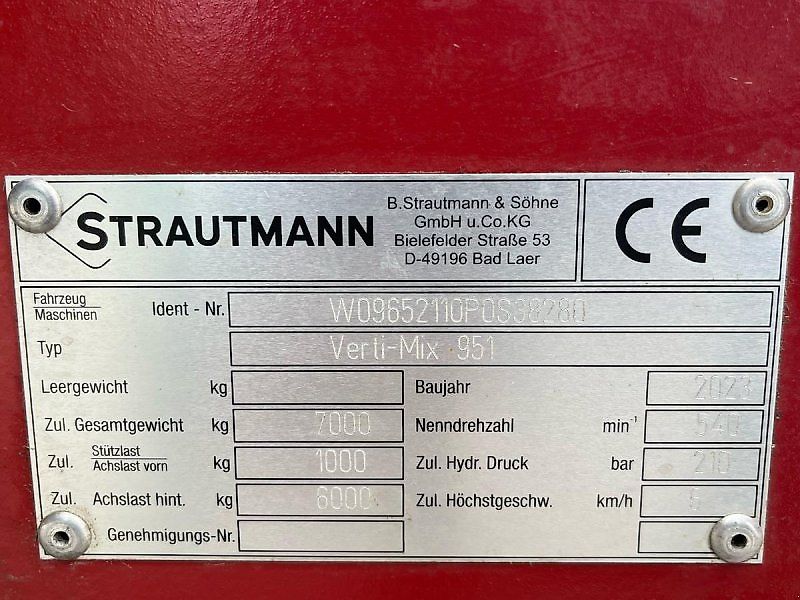 STRAUTMANN
B.Strautmann & Söhne
GmbH u.Co.KG
Bielefelder Straße 53
D-49196 Bad Laer
CE
Fahrzeug
Maschinen
Ident - Nr.
W09652110P0S38280
Typ
Verti-Mix 951
Leergewicht kg
Baujahr 2023
Zul. Gesamtgewicht kg 7000
Nenndrehzahl min⁻¹ 540
Zul. Stützlast
Achslast vorn kg 1000
Zul. Hydr. Druck bar 210
Zul. Achslast hint. kg 6000
Zul. Höchstgeschw. km/h
Genehmigungs-Nr.